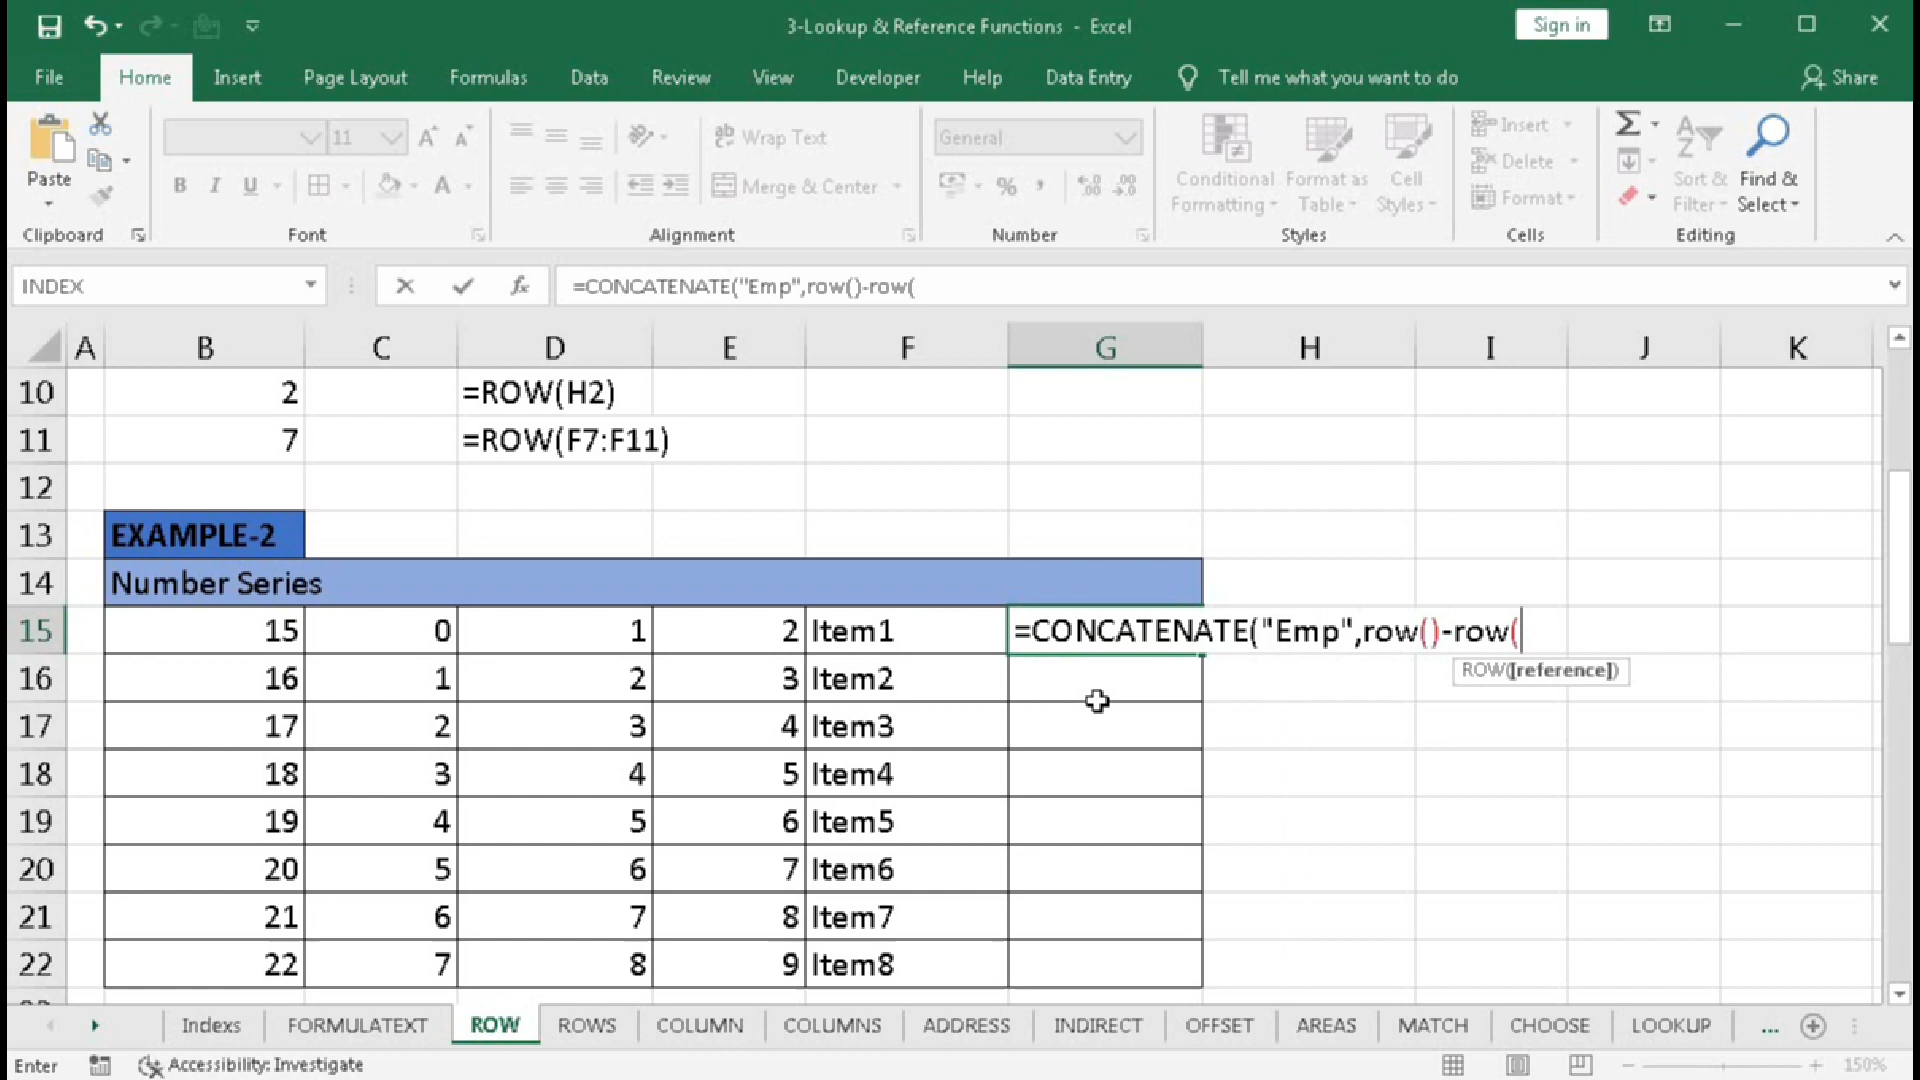 3-Lookup & Reference Functions - Excel
Sign in
File Home Insert Page Layout Formulas Data Review View Developer Help Data Entry Tell me what you want to do Share
Paste
11
B I U
A
Wrap Text
Merge & Center
General
% ,
Conditional Formatting
Format as Table
Cell Styles
Insert
Delete
Format
Sort & Filter
Find & Select
Clipboard Font Alignment Number Styles Cells Editing
INDEX fx =CONCATENATE("Emp",row()-row(
A B C D E F G H I J K
10 2 =ROW(H2)
11 7 =ROW(F7:F11)
12
13 EXAMPLE-2
14 Number Series
15 15 0 1 2 Item1 =CONCATENATE("Emp",row()-row(
ROW([reference])
16 16 1 2 3 Item2
17 17 2 3 4 Item3
18 18 3 4 5 Item4
19 19 4 5 6 Item5
20 20 5 6 7 Item6
21 21 6 7 8 Item7
22 22 7 8 9 Item8
Indexs FORMULATEXT ROW ROWS COLUMN COLUMNS ADDRESS INDIRECT OFFSET AREAS MATCH CHOOSE LOOKUP ...
Enter Accessibility: Investigate 150%